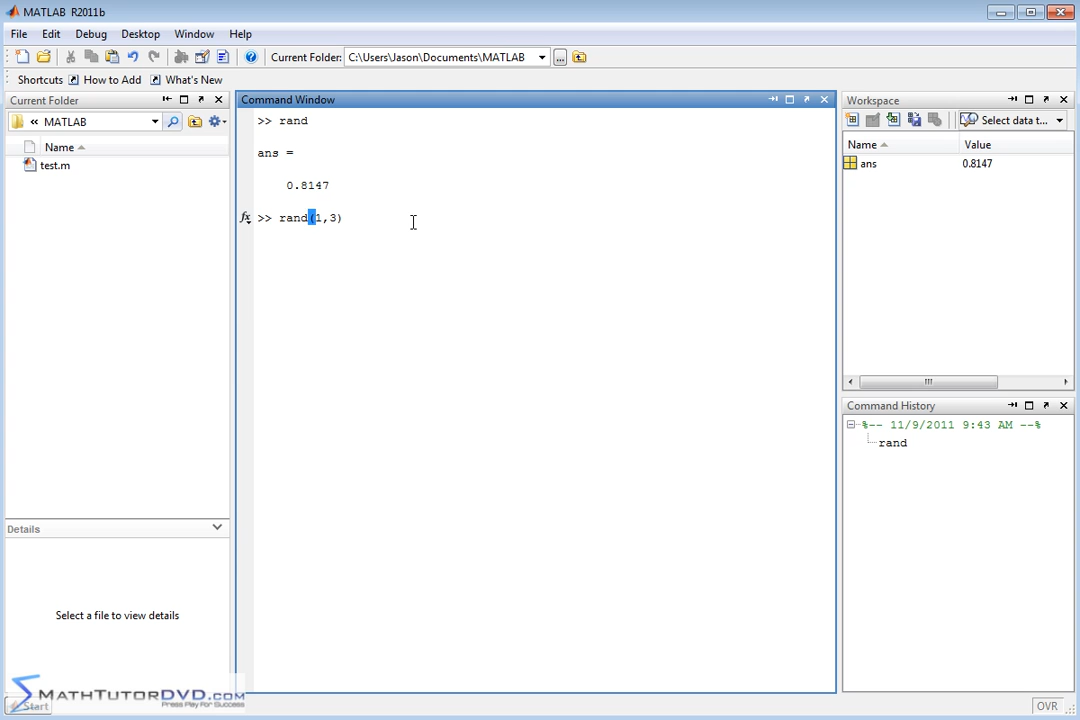 MATLAB R2011b
File Edit Debug Desktop Window Help
Current Folder: C:\Users\Jason\Documents\MATLAB ...
Shortcuts How to Add What's New
Current Folder
« MATLAB
Name
test.m
Details
Select a file to view details
Command Window
>> rand
ans =
0.8147
fx >> rand(1,3)
Workspace
Select data t...
Name Value
ans 0.8147
Command History
%-- 11/9/2011 9:43 AM --%
rand
MATHTUTORDVD.COM
Press Play For Success
Start
OVR